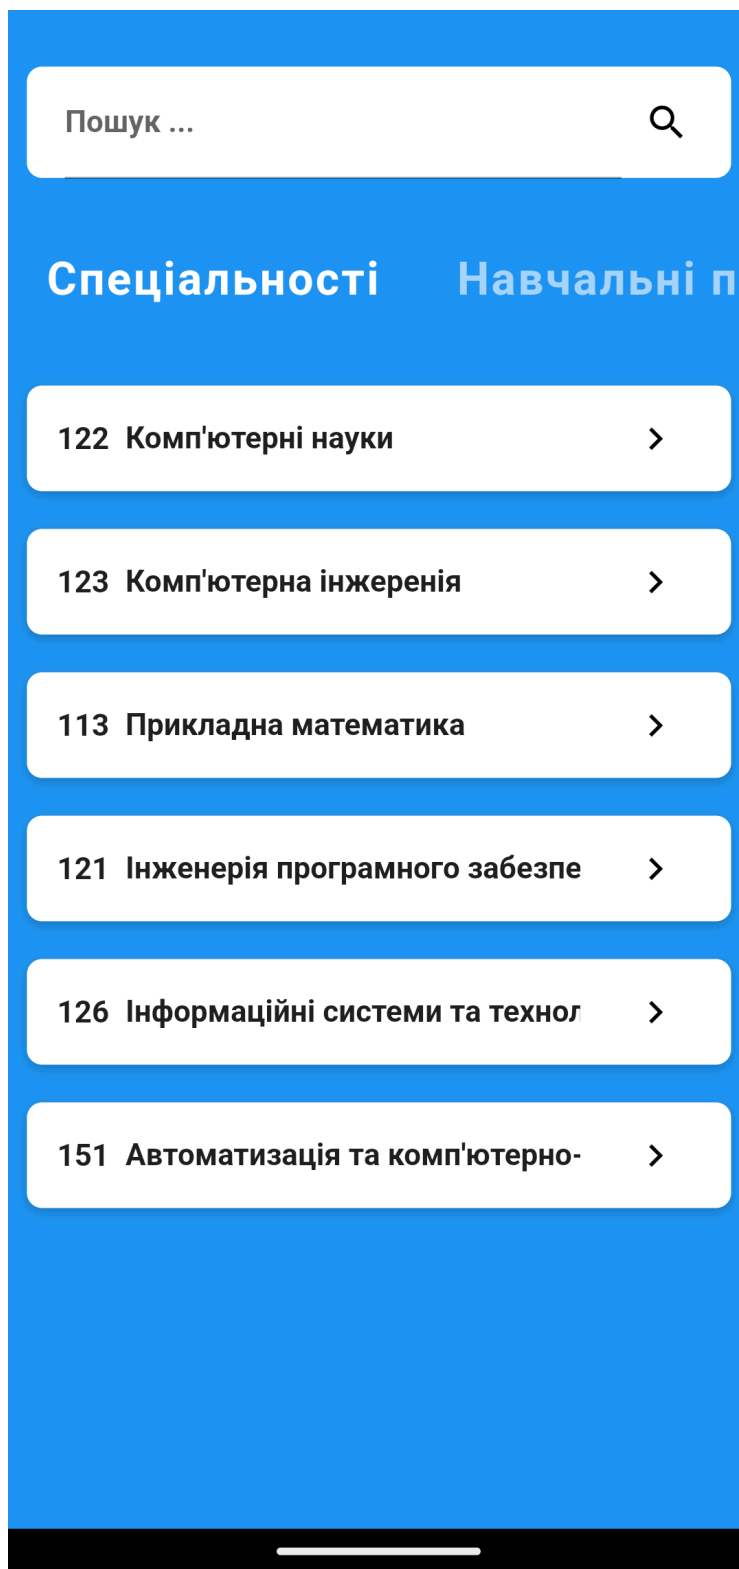 Пошук ...
Спеціальності Навчальні п
122 Комп'ютерні науки
123 Комп'ютерна інжеренія
113 Прикладна математика
121 Інженерія програмного забезпе
126 Інформаційні системи та технол
151 Автоматизація та комп'ютерно-